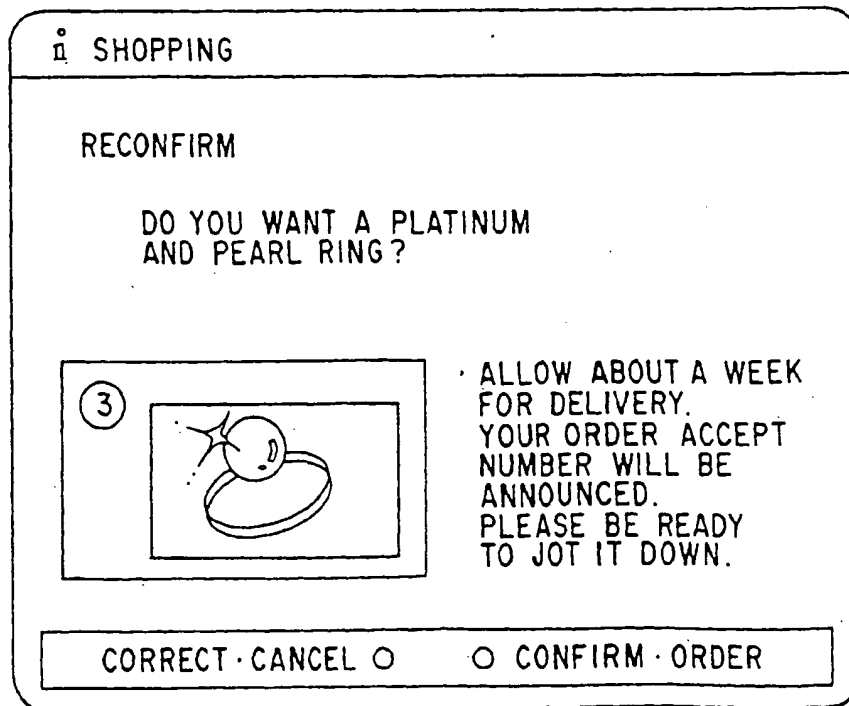 i SHOPPING
RECONFIRM
DO YOU WANT A PLATINUM
AND PEARL RING?
3
ALLOW ABOUT A WEEK
FOR DELIVERY.
YOUR ORDER ACCEPT
NUMBER WILL BE
ANNOUNCED.
PLEASE BE READY
TO JOT IT DOWN.
CORRECT·CANCEL O O CONFIRM·ORDER